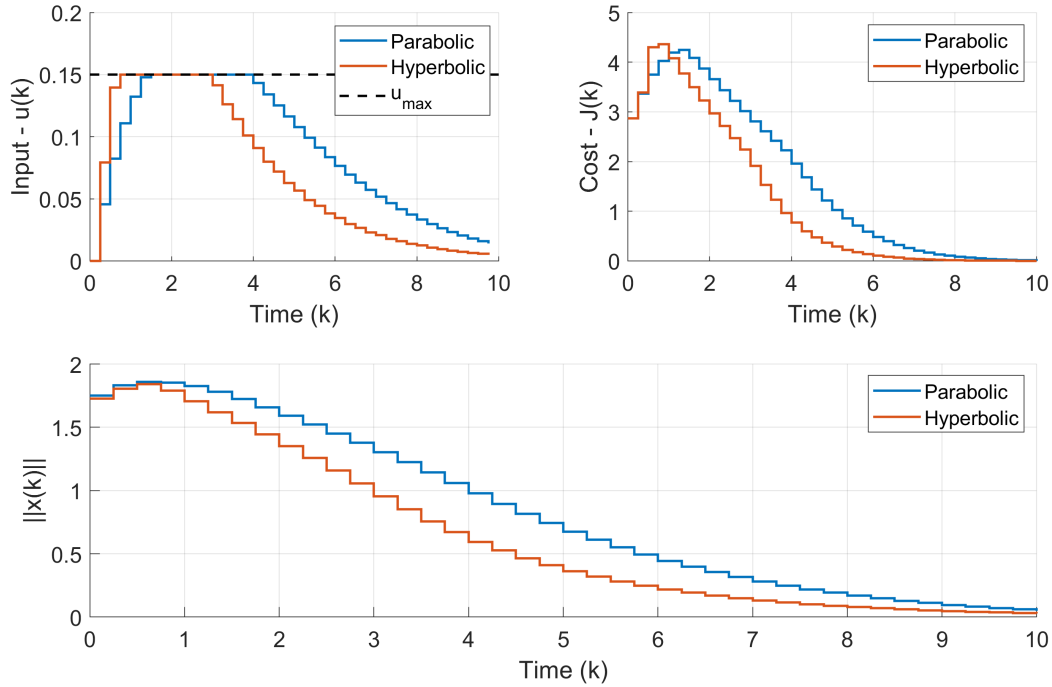 0.2
0.15
0.1
0.05
0
Input - u(k)
Parabolic
Hyperbolic
u_max
0 2 4 6 8 10
Time (k)
5
4
3
2
1
0
Cost - J(k)
Parabolic
Hyperbolic
0 2 4 6 8 10
Time (k)
2
1.5
1
0.5
0
||x(k)||
Parabolic
Hyperbolic
0 1 2 3 4 5 6 7 8 9 10
Time (k)